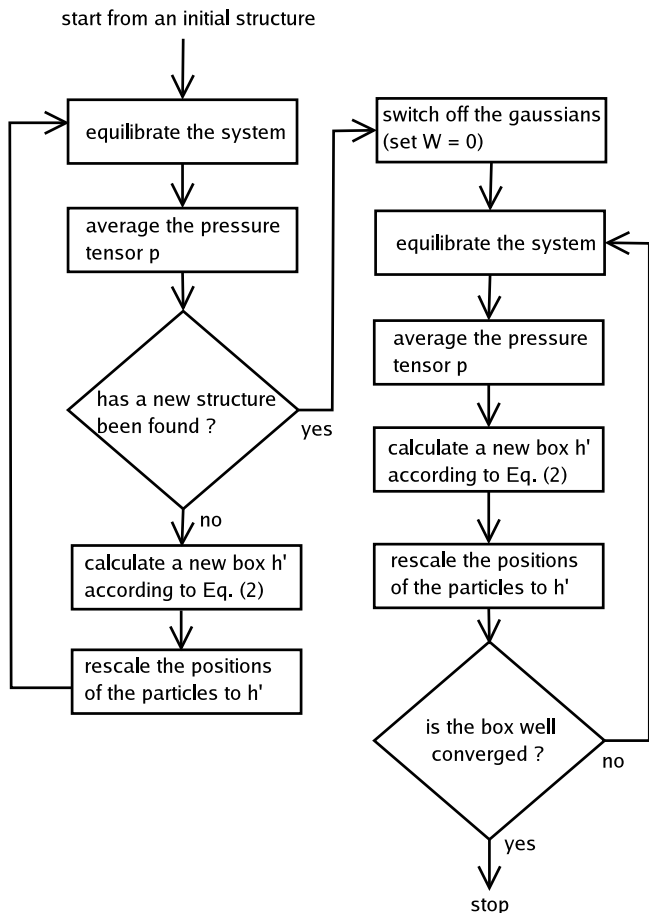 start from an initial structure
equilibrate the system
average the pressure
tensor p
has a new structure
been found ?
yes
no
calculate a new box h'
according to Eq. (2)
rescale the positions
of the particles to h'
switch off the gaussians
(set W = 0)
equilibrate the system
average the pressure
tensor p
calculate a new box h'
according to Eq. (2)
rescale the positions
of the particles to h'
is the box well
converged ?
no
yes
stop